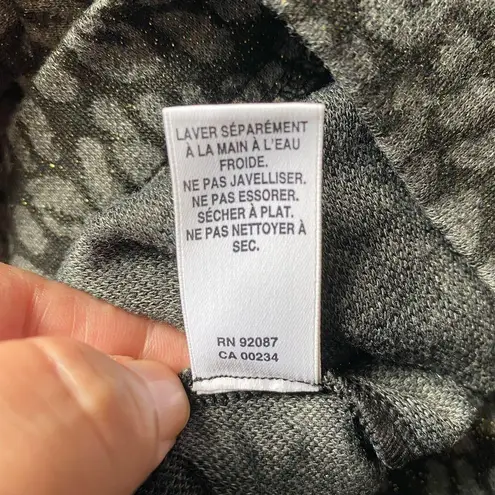 LAVER SÉPARÉMENT
À LA MAIN À L'EAU
FROIDE.
NE PAS JAVELLISER.
NE PAS ESSORER.
SÉCHER À PLAT.
NE PAS NETTOYER À
SEC.
RN 92087
CA 00234